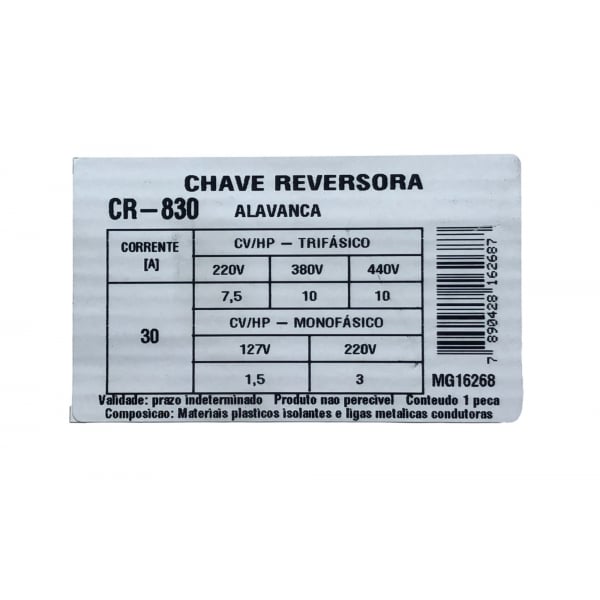 CHAVE REVERSORA
CR-830 ALAVANCA
CORRENTE [A]
CV/HP - TRIFÁSICO
220V 380V 440V
7,5 10 10
30
CV/HP - MONOFÁSICO
127V 220V
1,5 3
7 890428 162687
MG16268
Validade: prazo indeterminado Produto nao perecivel Conteudo 1 peca
Composicao: Materiais plasticos isolantes e ligas metalicas condutoras